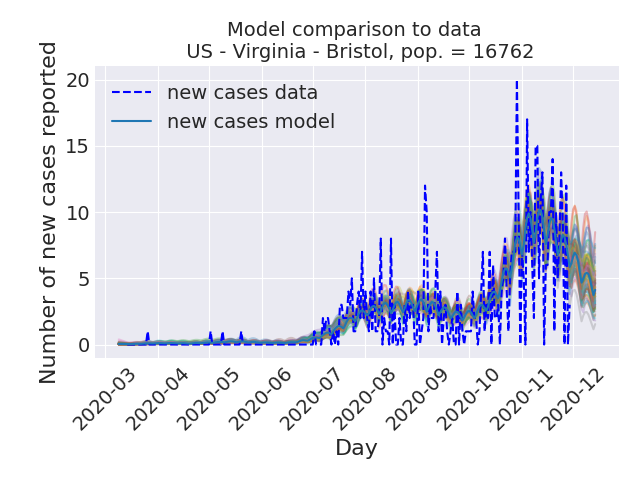 Model comparison to data
US - Virginia - Bristol, pop. = 16762
new cases data
new cases model
Number of new cases reported
20
15
10
5
0
2020-03
2020-04
2020-05
2020-06
2020-07
2020-08
2020-09
2020-10
2020-11
2020-12
Day